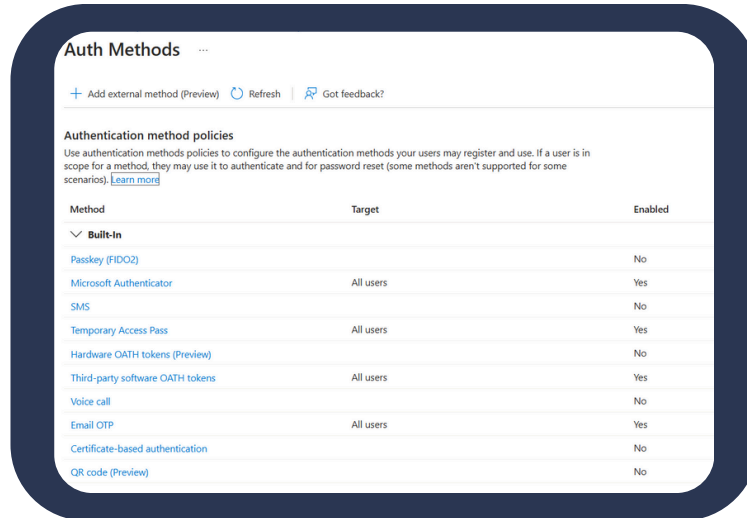 Auth Methods ...
Add external method (Preview) Refresh Got feedback?
Authentication method policies
Use authentication methods policies to configure the authentication methods your users may register and use. If a user is in
scope for a method, they may use it to authenticate and for password reset (some methods aren't supported for some
scenarios). Learn more
Method Target Enabled
Built-In
Passkey (FIDO2) No
Microsoft Authenticator All users Yes
SMS No
Temporary Access Pass All users Yes
Hardware OATH tokens (Preview) No
Third-party software OATH tokens All users Yes
Voice call No
Email OTP All users Yes
Certificate-based authentication No
QR code (Preview) No